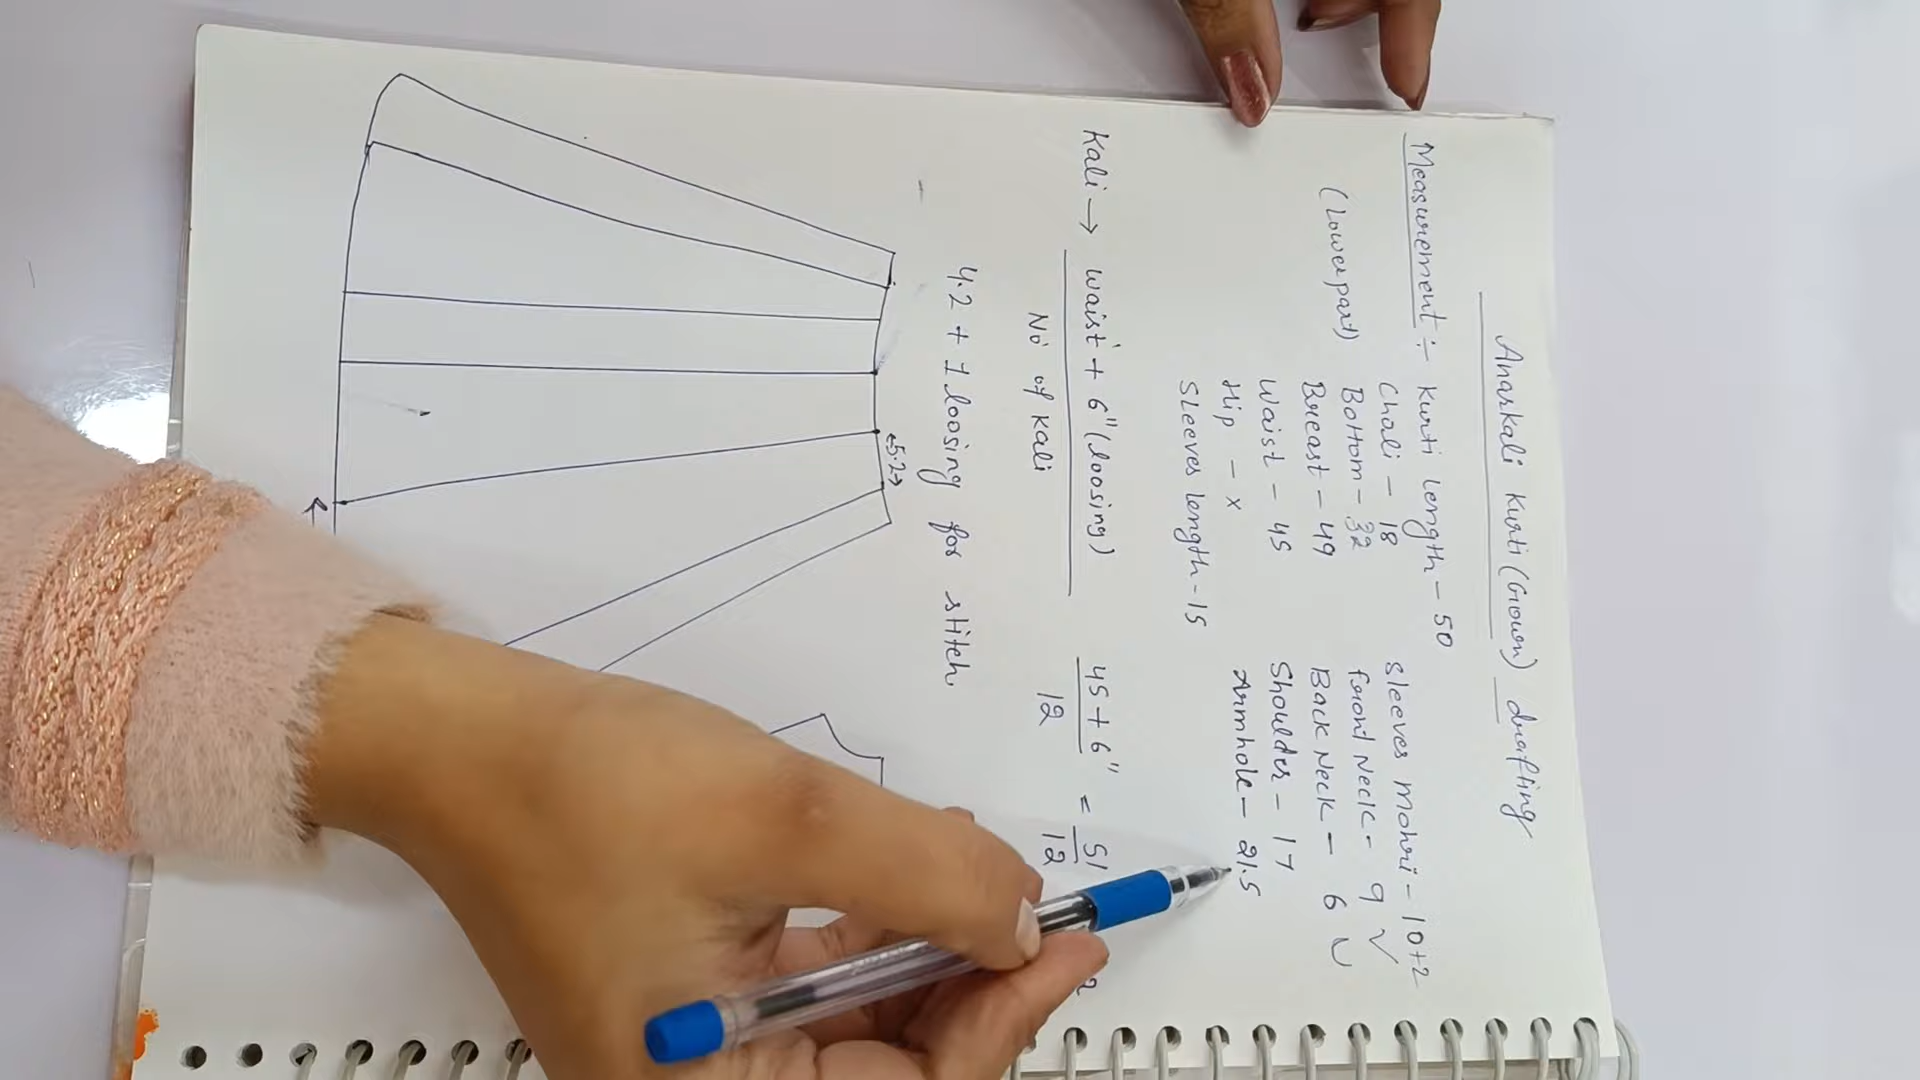 Anarkali Kurti (Gown) drafting
Measurement :- Kurti length - 50
Choli - 18
(Lower part) Bottom - 32
Breast - 49
Waist - 45
Hip - x
Sleeves length - 15
Sleeves Mohri - 10+2
front Neck - 9 V
Back Neck - 6 U
Shoulder - 17
Armhole - 21.5
Kali → waist + 6" (loosing)
No of Kali
45 + 6"
12
= 51
12
4.2 + 1 loosing for stitch
←5.2→